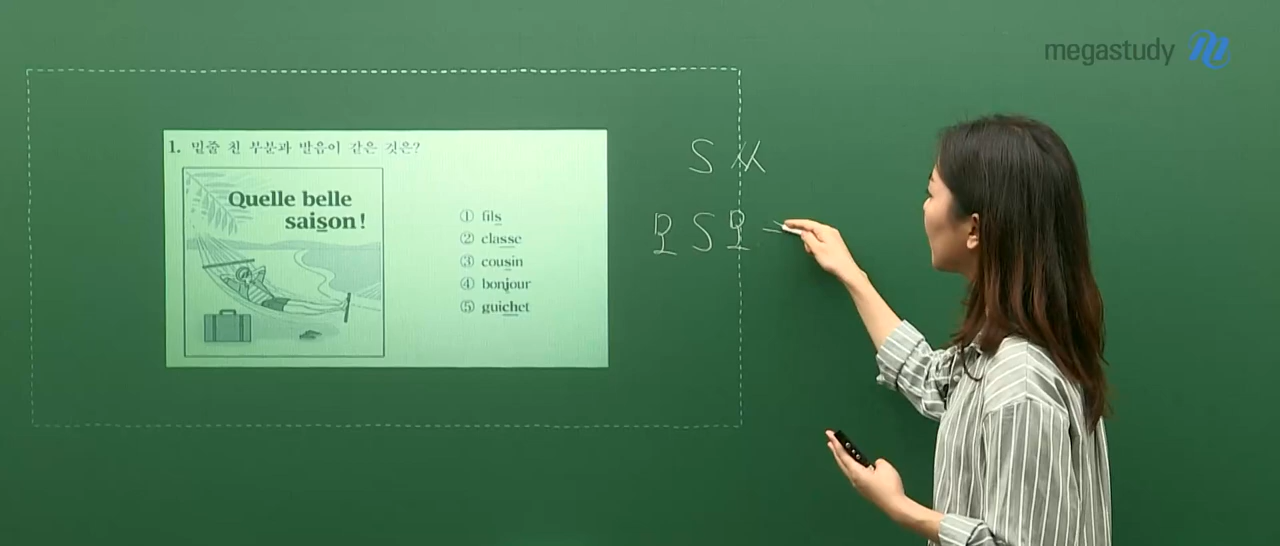 megastudy
1. 밑줄 친 부분과 발음이 같은 것은?
Quelle belle
saison!
① fils
② classe
③ cousin
④ bonjour
⑤ guichet
S ㅆ
모 S 모